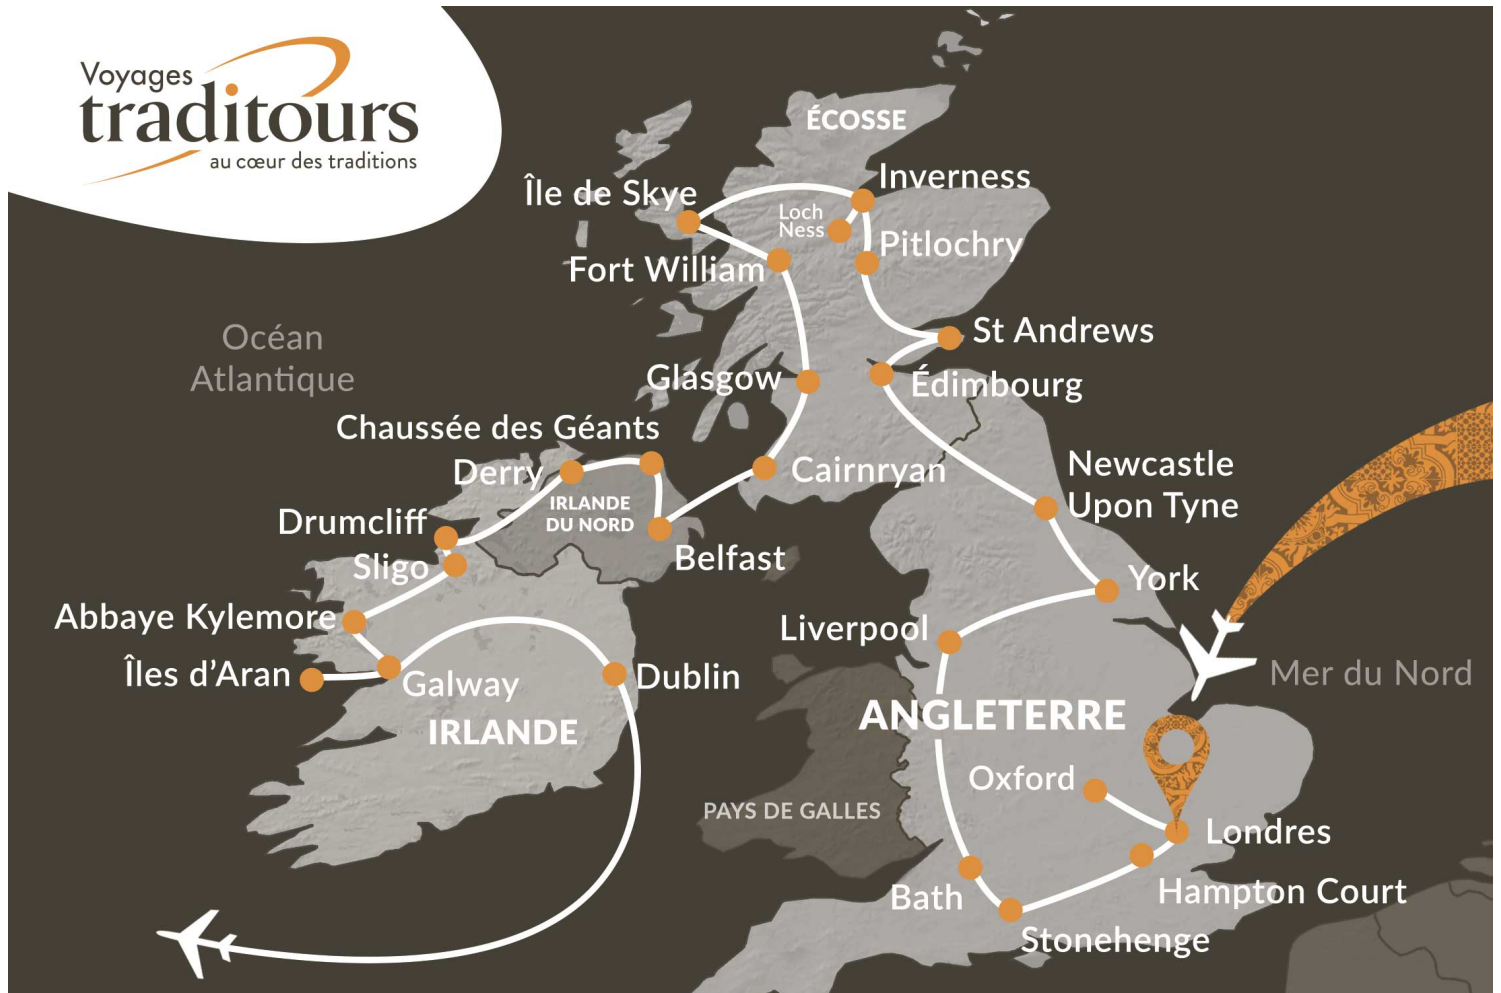 Voyages
traditours
au cœur des traditions
ÉCOSSE
Inverness
Île de Skye
Loch
Ness
Pitlochry
Fort William
Océan
Atlantique
St Andrews
Glasgow
Édimbourg
Chaussée des Géants
Derry
Cairnryan
Newcastle
Upon Tyne
IRLANDE
DU NORD
Drumcliff
Belfast
Sligo
York
Abbaye Kylemore
Liverpool
Îles d’Aran
Galway
Dublin
Mer du Nord
IRLANDE
ANGLETERRE
Oxford
PAYS DE GALLES
Londres
Bath
Hampton Court
Stonehenge